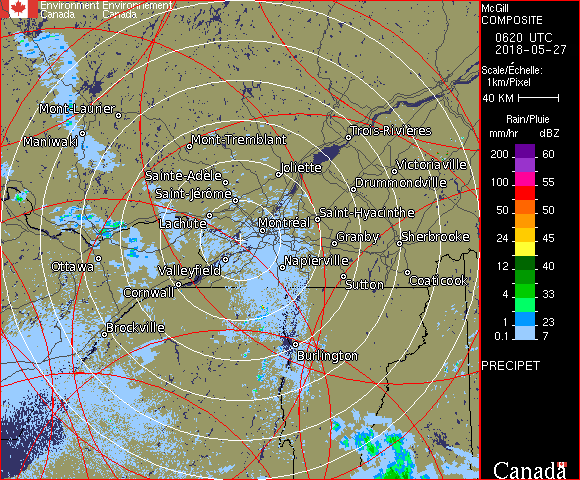 Environment Environnement
Canada Canada
McGill
COMPOSITE
0620 UTC
2018-05-27
Scale/Échelle:
1km/Pixel
40 KM
Rain/Pluie
mm/hr dBZ
200 60
100 55
50 50
24 45
12 40
4 33
1 23
0.1 7
PRECIPET
Canada
Mont-Laurier
Maniwaki
Mont-Tremblant
Trois-Rivières
Joliette
Victoriaville
Sainte-Adèle
Drummondville
Saint-Jérôme
Lachute
Saint-Hyacinthe
Montréal
Granby
Sherbrooke
Ottawa
Valleyfield
Napierville
Sutton
Coaticook
Cornwall
Brockville
Burlington